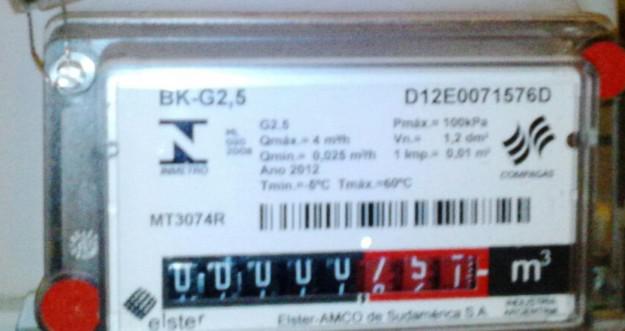 BK-G2,5
D12E0071576D
G2.5
Qmáx.= 4 m³/h
Qmin.= 0,025 m³/h
Ano 2012
Tmin.=-5ºC Tmáx.=60ºC
Pmáx.= 100kPa
Vn.= 1,2 dm³
1 Imp.= 0,01 m³
INMETRO
COMPAGAS
MT3074R
m³
elster
Elster-AMCO de Sudamérica S.A.
INDUSTRIA
ARGENTINA